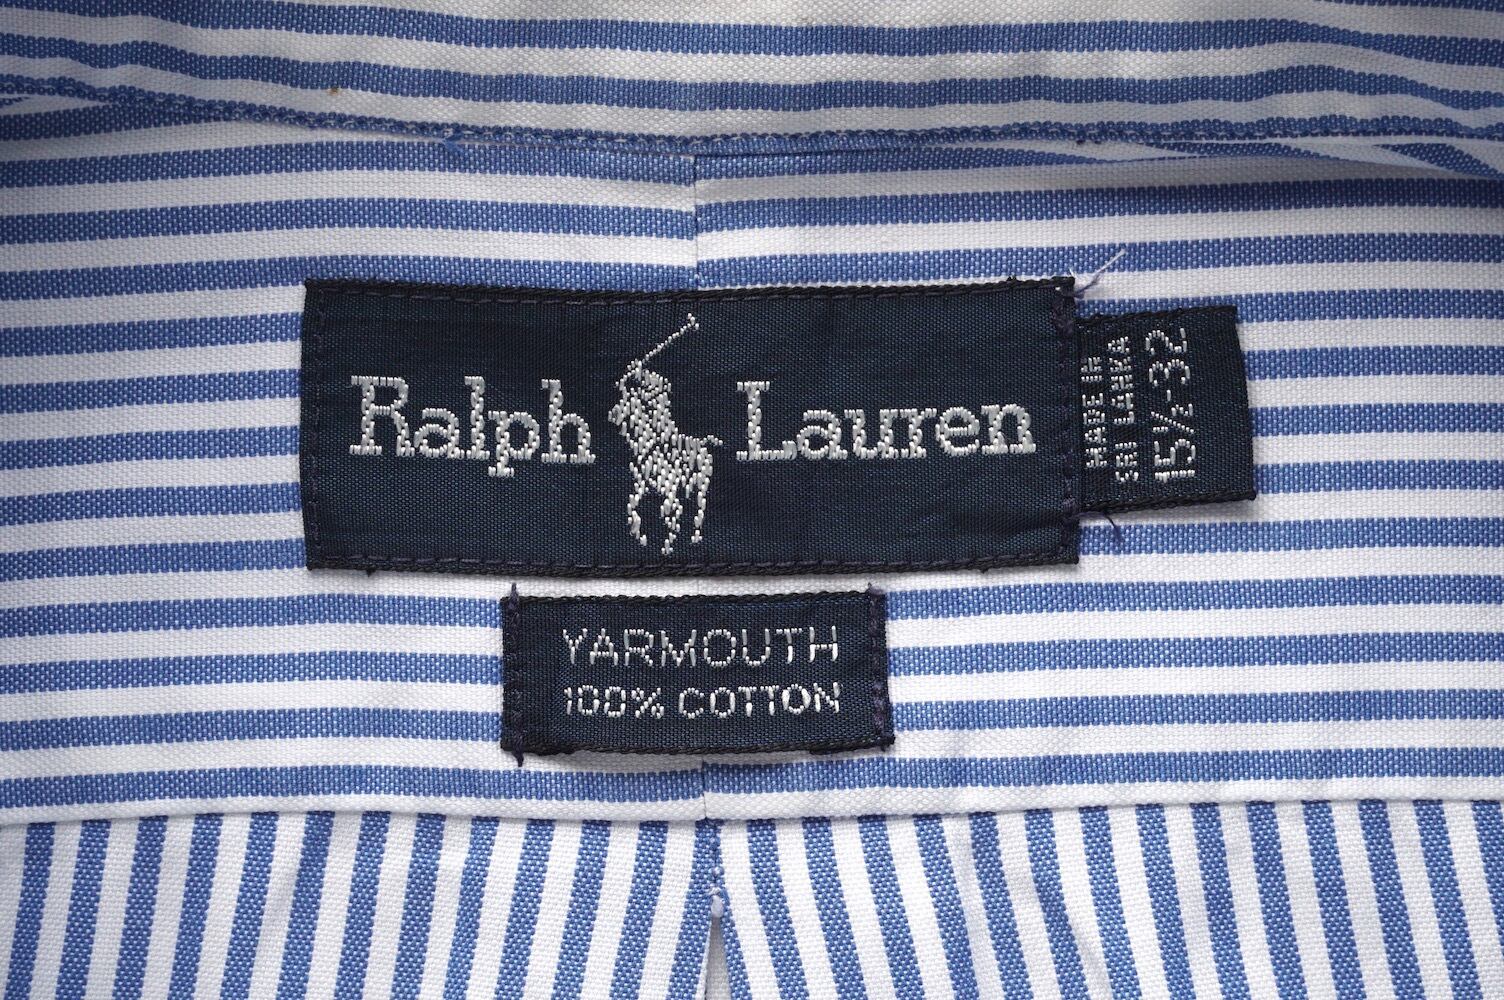 Ralph Lauren
MADE IN
SRI LANKA
15½-32
YARMOUTH
100% COTTON